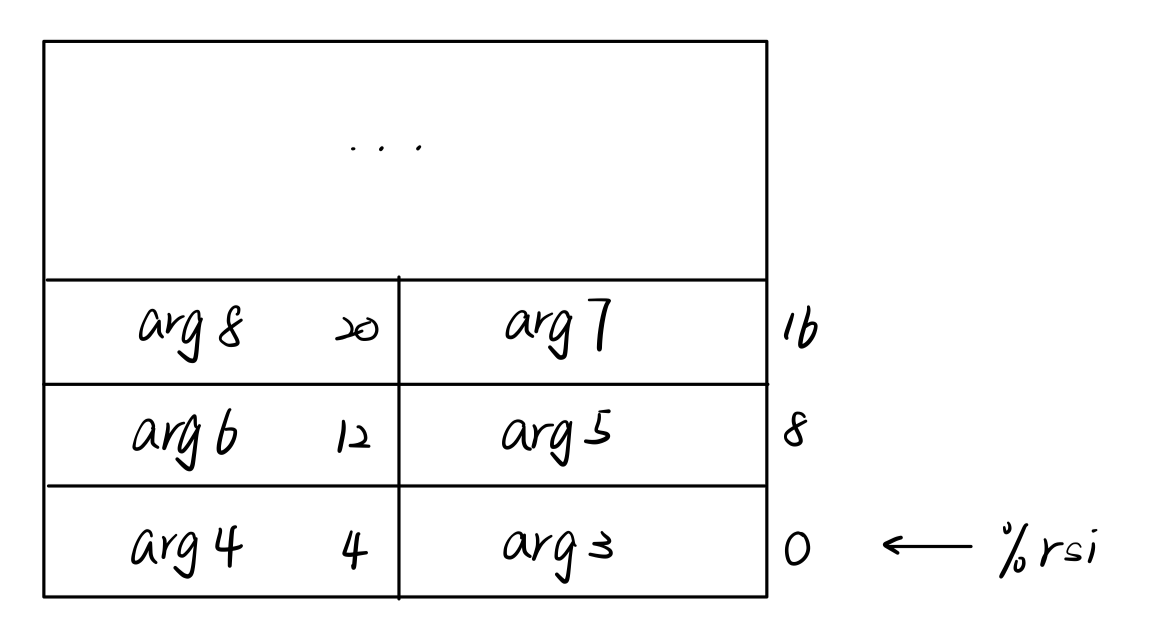 ...
arg 8 20 arg 7 16
arg 6 12 arg 5 8
arg 4 4 arg 3 0 ← %rsi